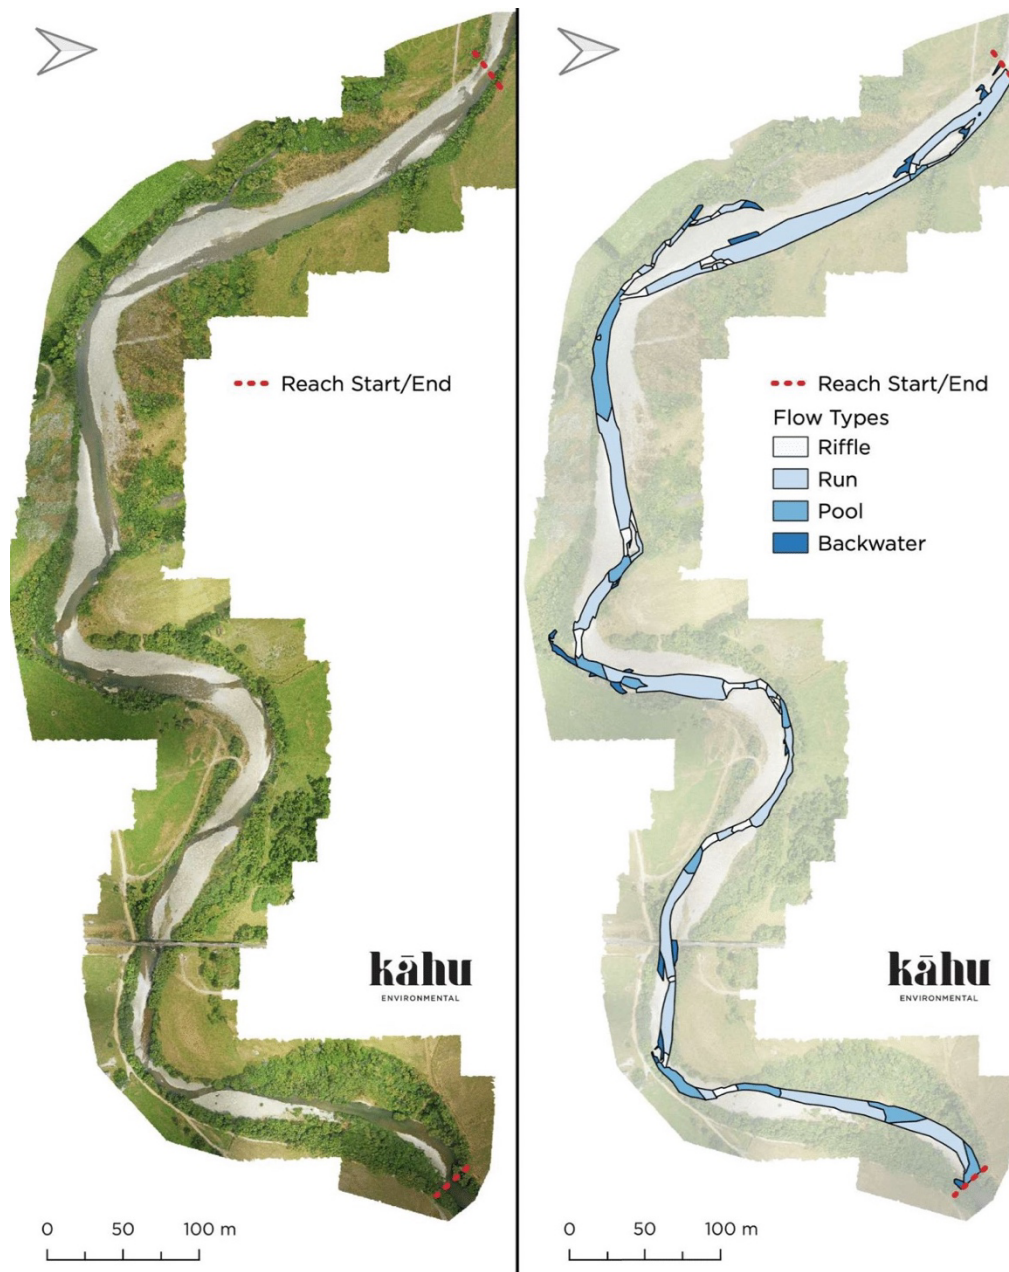 Reach Start/End
kāhu
ENVIRONMENTAL
0 50 100 m
Reach Start/End
Flow Types
Riffle
Run
Pool
Backwater
kāhu
ENVIRONMENTAL
0 50 100 m